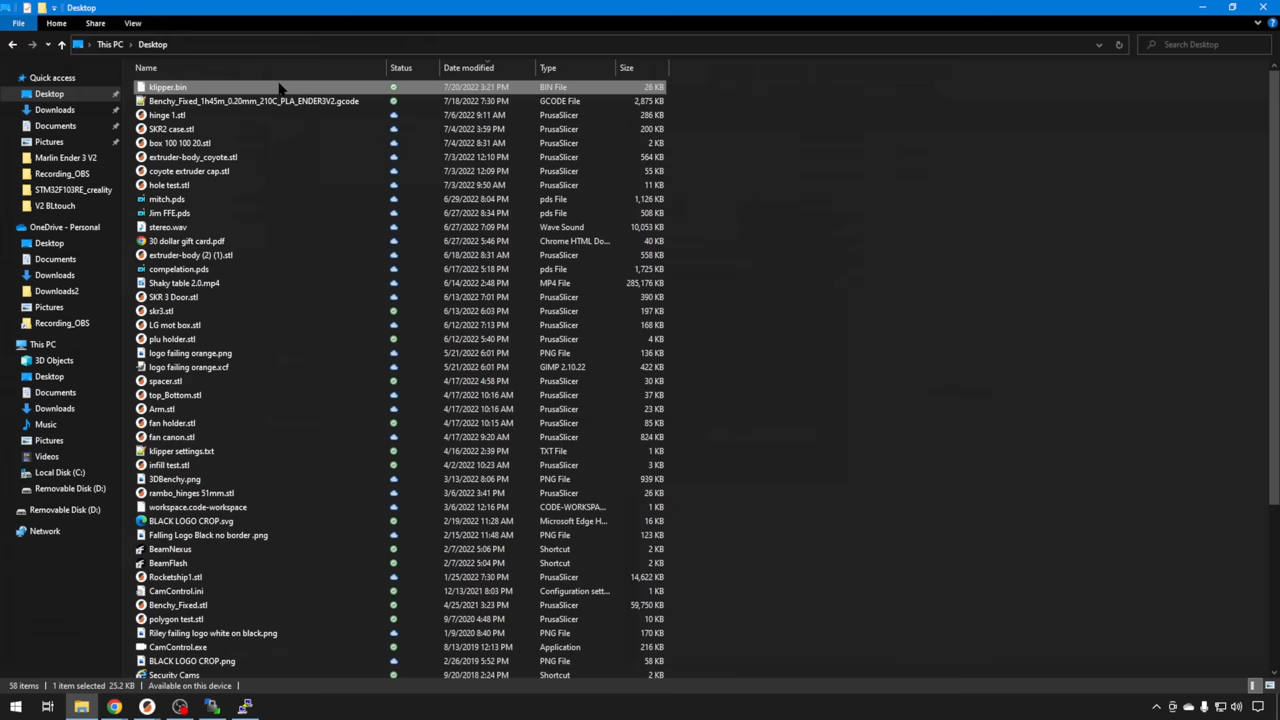 Desktop
File Home Share View
This PC Desktop Search Desktop
Name Status Date modified Type Size
Quick access
Desktop
Downloads
Documents
Pictures
Marlin Ender 3 V2
Recording_OBS
STM32F103RE_creality
V2 BLtouch
OneDrive - Personal
Desktop
Documents
Downloads
Downloads2
Pictures
Recording_OBS
This PC
3D Objects
Desktop
Documents
Downloads
Music
Pictures
Videos
Local Disk (C:)
Removable Disk (D:)
Removable Disk (D:)
Network
klipper.bin 7/20/2022 3:21 PM BIN File 26 KB
Benchy_Fixed_1h45m_0.20mm_210C_PLA_ENDER3V2.gcode 7/18/2022 7:30 PM GCODE File 2,875 KB
hinge 1.stl 7/6/2022 9:11 AM PrusaSlicer 286 KB
SKR2 case.stl 7/4/2022 3:59 PM PrusaSlicer 200 KB
box 100 100 20.stl 7/4/2022 8:31 AM PrusaSlicer 2 KB
extruder-body_coyote.stl 7/3/2022 12:10 PM PrusaSlicer 564 KB
coyote extruder cap.stl 7/3/2022 12:09 PM PrusaSlicer 171 KB
hole test.stl 7/3/2022 9:50 AM PrusaSlicer 11 KB
mitch.pds 6/29/2022 8:04 PM pds File 1,126 KB
Jim FFE.pds 6/27/2022 8:34 PM pds File 508 KB
stereo.wav 6/27/2022 7:09 PM Wave Sound 10,053 KB
30 dollar gift card.pdf 6/27/2022 5:46 PM Chrome HTML Do... 40 KB
extruder-body (2) (1).stl 6/18/2022 8:31 AM PrusaSlicer 558 KB
compelation.pds 6/17/2022 5:18 PM pds File 1,725 KB
Shaky table 2.0.mp4 6/14/2022 2:48 PM MP4 File 285,176 KB
SKR 3 Door.stl 6/13/2022 7:01 PM PrusaSlicer 390 KB
skr3.stl 6/12/2022 6:03 PM PrusaSlicer 197 KB
LG mot box.stl 6/12/2022 7:13 PM PrusaSlicer 168 KB
plu holder.stl 6/12/2022 5:40 PM PrusaSlicer 4 KB
logo failing orange.png 5/21/2022 6:01 PM PNG File 136 KB
logo failing orange.xcf 5/21/2022 6:01 PM GIMP 2.10.22 422 KB
spacer.stl 4/17/2022 4:58 PM PrusaSlicer 30 KB
top_Bottom.stl 4/17/2022 10:16 AM PrusaSlicer 37 KB
Arm.stl 4/17/2022 10:16 AM PrusaSlicer 23 KB
fan holder.stl 4/17/2022 10:15 AM PrusaSlicer 85 KB
fan canon.stl 4/17/2022 9:20 AM PrusaSlicer 824 KB
klipper settings.txt 4/16/2022 2:39 PM TXT File 1 KB
infill test.stl 4/2/2022 10:23 AM PrusaSlicer 3 KB
3DBenchy.png 3/13/2022 8:06 PM PNG File 939 KB
rambo_hinges 51mm.stl 3/6/2022 3:41 PM PrusaSlicer 26 KB
workspace.code-workspace 3/6/2022 12:16 PM CODE-WORKSPA... 1 KB
BLACK LOGO CROP.svg 2/19/2022 11:28 AM Microsoft Edge H... 16 KB
Falling Logo Black no border .png 2/15/2022 11:48 AM PNG File 123 KB
BeamNexus 2/7/2022 5:06 PM Shortcut 2 KB
BeamFlash 2/7/2022 5:04 PM Shortcut 2 KB
Rocketship1.stl 1/25/2022 7:30 PM PrusaSlicer 14,622 KB
CamControl.ini 12/13/2021 8:03 PM Configuration sett... 1 KB
Benchy_Fixed.stl 4/25/2021 3:23 PM PrusaSlicer 59,750 KB
polygon test.stl 9/7/2020 4:48 PM PrusaSlicer 6 KB
Riley failing logo white on black.png 1/9/2020 8:40 PM PNG File 170 KB
CamControl.exe 8/13/2019 12:13 PM Application 216 KB
BLACK LOGO CROP.png 2/26/2019 5:52 PM PNG File 58 KB
Security Cams 9/20/2018 2:24 PM Shortcut 2 KB
58 items 1 item selected 25.2 KB Available on this device